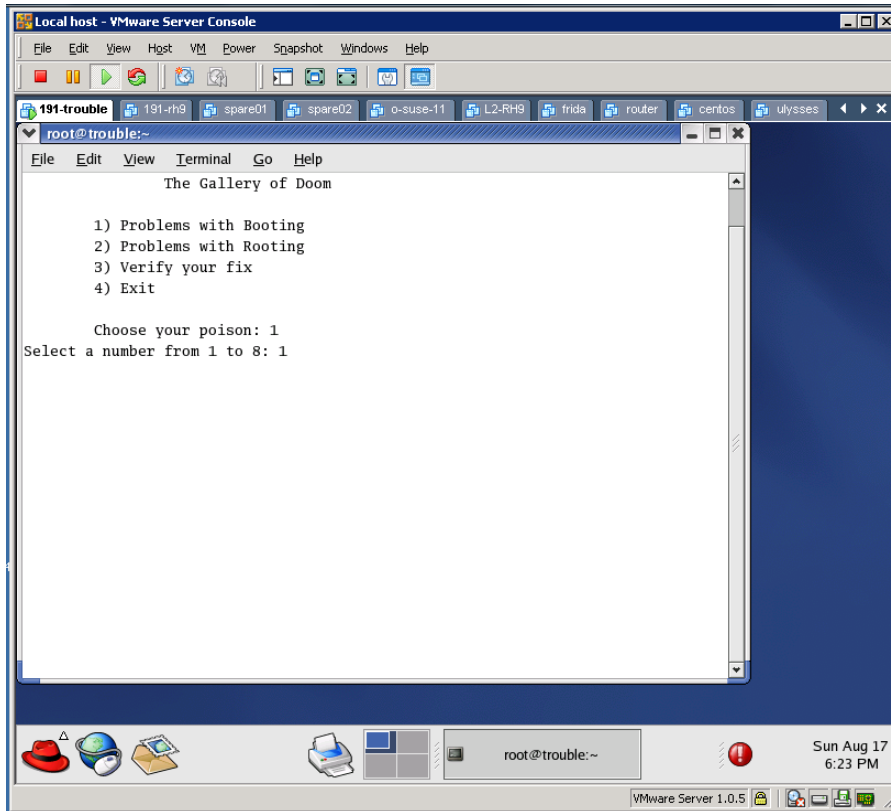 Local host - VMware Server Console
File Edit View Host VM Power Snapshot Windows Help
191-trouble 191-rh9 spare01 spare02 o-suse-11 L2-RH9 frida router centos ulysses
root@trouble:~
File Edit View Terminal Go Help
The Gallery of Doom
1) Problems with Booting
2) Problems with Rooting
3) Verify your fix
4) Exit
Choose your poison: 1
Select a number from 1 to 8: 1
root@trouble:~
Sun Aug 17
6:23 PM
VMware Server 1.0.5